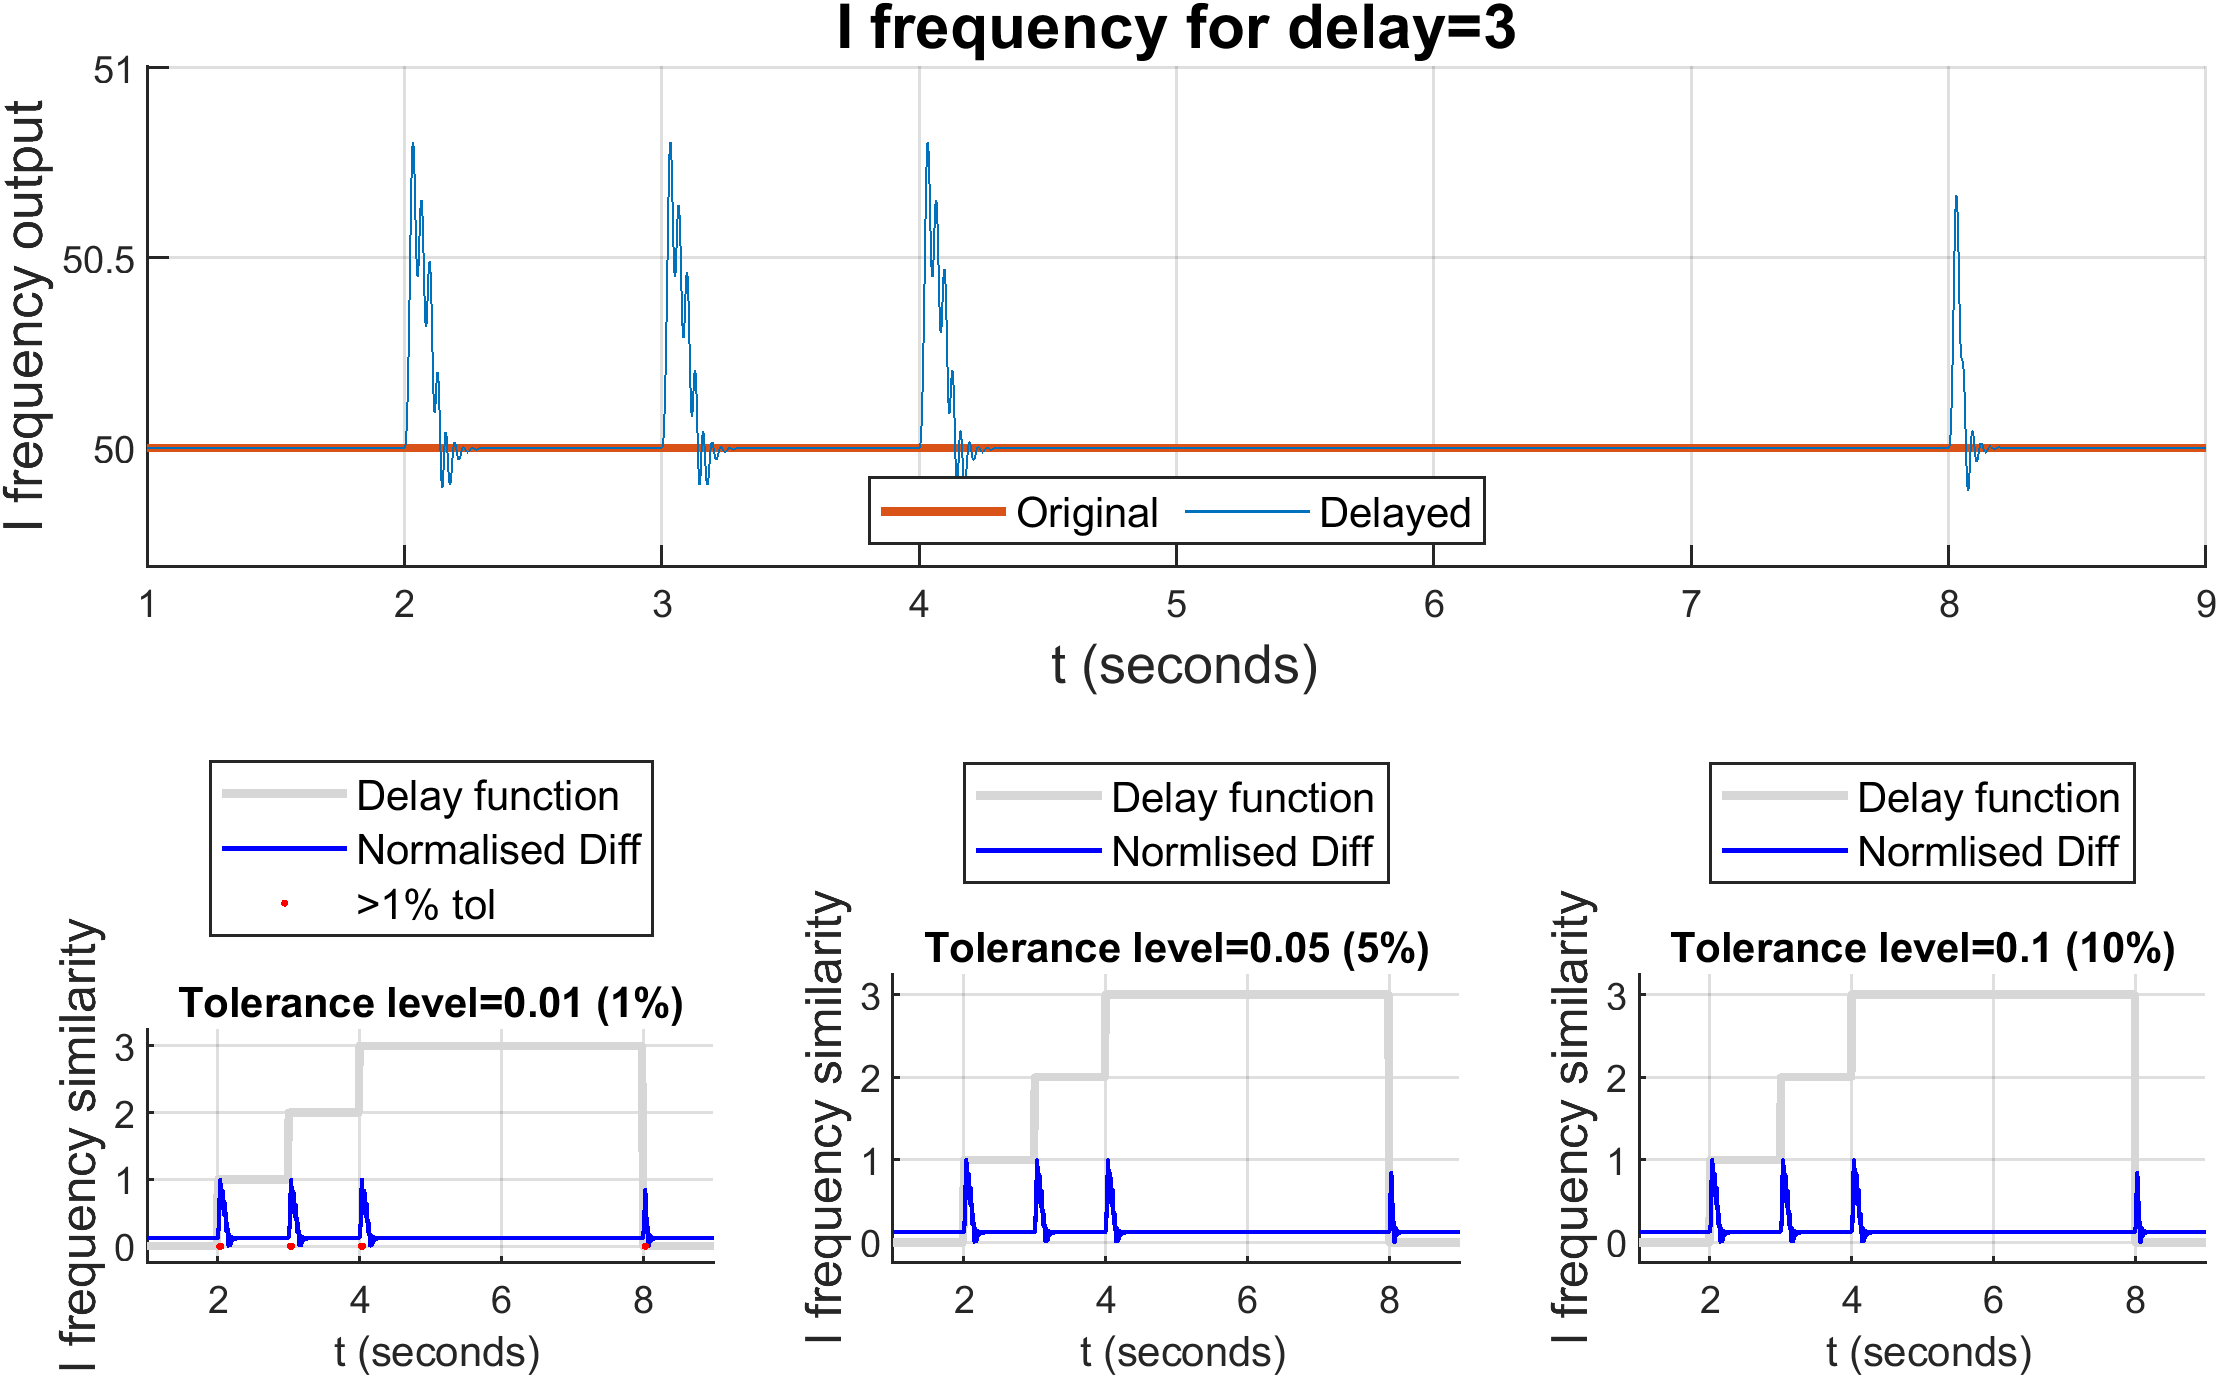 I frequency for delay=3
I frequency output
51
50.5
50
Original Delayed
1 2 3 4 5 6 7 8 9
t (seconds)
Delay function
Normalised Diff
>1% tol
Tolerance level=0.01 (1%)
I frequency similarity
3
2
1
0
2 4 6 8
t (seconds)
Delay function
Normlised Diff
Tolerance level=0.05 (5%)
I frequency similarity
3
2
1
0
2 4 6 8
t (seconds)
Delay function
Normlised Diff
Tolerance level=0.1 (10%)
I frequency similarity
3
2
1
0
2 4 6 8
t (seconds)